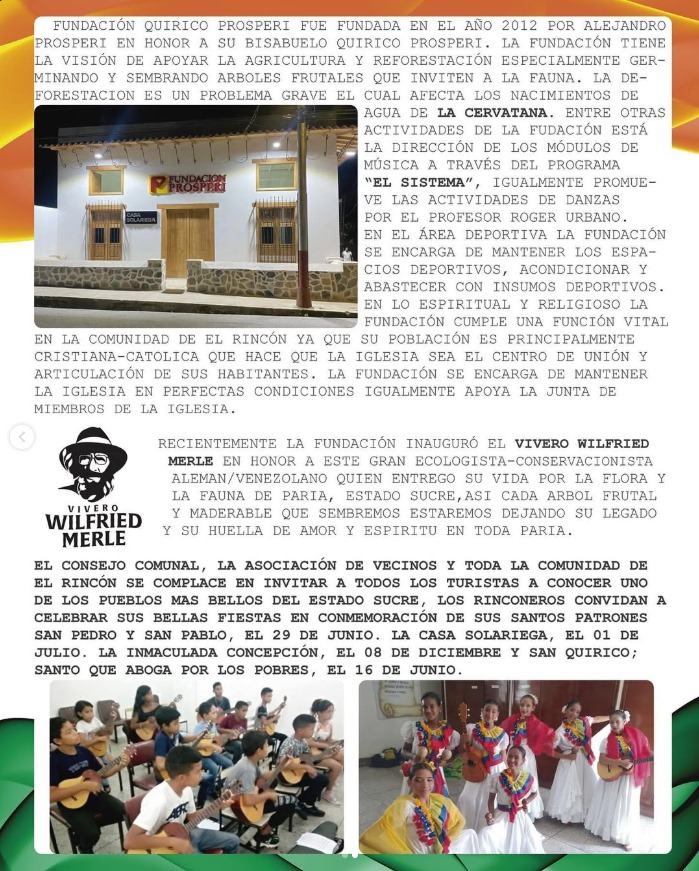 FUNDACIÓN QUIRICO PROSPERI FUE FUNDADA EN EL AÑO 2012 POR ALEJANDRO
PROSPERI EN HONOR A SU BISABUELO QUIRICO PROSPERI. LA FUNDACIÓN TIENE
LA VISIÓN DE APOYAR LA AGRICULTURA Y REFORESTACIÓN ESPECIALMENTE GER-
MINANDO Y SEMBRANDO ARBOLES FRUTALES QUE INVITEN A LA FAUNA. LA DE-
FORESTACION ES UN PROBLEMA GRAVE EL CUAL AFECTA LOS NACIMIENTOS DE
AGUA DE LA CERVATANA. ENTRE OTRAS
ACTIVIDADES DE LA FUDACIÓN ESTÁ
LA DIRECCIÓN DE LOS MÓDULOS DE
MÚSICA A TRAVÉS DEL PROGRAMA
“EL SISTEMA”, IGUALMENTE PROMUE-
VE LAS ACTIVIDADES DE DANZAS
POR EL PROFESOR ROGER URBANO.
EN EL ÁREA DEPORTIVA LA FUNDACIÓN
SE ENCARGA DE MANTENER LOS ESPA-
CIOS DEPORTIVOS, ACONDICIONAR Y
ABASTECER CON INSUMOS DEPORTIVOS.
EN LO ESPIRITUAL Y RELIGIOSO LA
FUNDACIÓN CUMPLE UNA FUNCIÓN VITAL
EN LA COMUNIDAD DE EL RINCÓN YA QUE SU POBLACIÓN ES PRINCIPALMENTE
CRISTIANA-CATOLICA QUE HACE QUE LA IGLESIA SEA EL CENTRO DE UNIÓN Y
ARTICULACIÓN DE SUS HABITANTES. LA FUNDACIÓN SE ENCARGA DE MANTENER
LA IGLESIA EN PERFECTAS CONDICIONES IGUALMENTE APOYA LA JUNTA DE
MIEMBROS DE LA IGLESIA.
FUNDACIÓN
PROSPERI
CASA
SOLARIEGA
RECIENTEMENTE LA FUNDACIÓN INAUGURÓ EL VIVERO WILFRIED
MERLE EN HONOR A ESTE GRAN ECOLOGISTA-CONSERVACIONISTA
ALEMAN/VENEZOLANO QUIEN ENTREGO SU VIDA POR LA FLORA Y
LA FAUNA DE PARIA, ESTADO SUCRE,ASI CADA ARBOL FRUTAL
Y MADERABLE QUE SEMBREMOS ESTAREMOS DEJANDO SU LEGADO
Y SU HUELLA DE AMOR Y ESPIRITU EN TODA PARIA.
VIVERO
WILFRIED
MERLE
EL CONSEJO COMUNAL, LA ASOCIACIÓN DE VECINOS Y TODA LA COMUNIDAD DE
EL RINCÓN SE COMPLACE EN INVITAR A TODOS LOS TURISTAS A CONOCER UNO
DE LOS PUEBLOS MAS BELLOS DEL ESTADO SUCRE, LOS RINCONEROS CONVIDAN A
CELEBRAR SUS BELLAS FIESTAS EN CONMEMORACIÓN DE SUS SANTOS PATRONES
SAN PEDRO Y SAN PABLO, EL 29 DE JUNIO. LA CASA SOLARIEGA, EL 01 DE
JULIO. LA INMACULADA CONCEPCIÓN, EL 08 DE DICIEMBRE Y SAN QUIRICO;
SANTO QUE ABOGA POR LOS POBRES, EL 16 DE JUNIO.